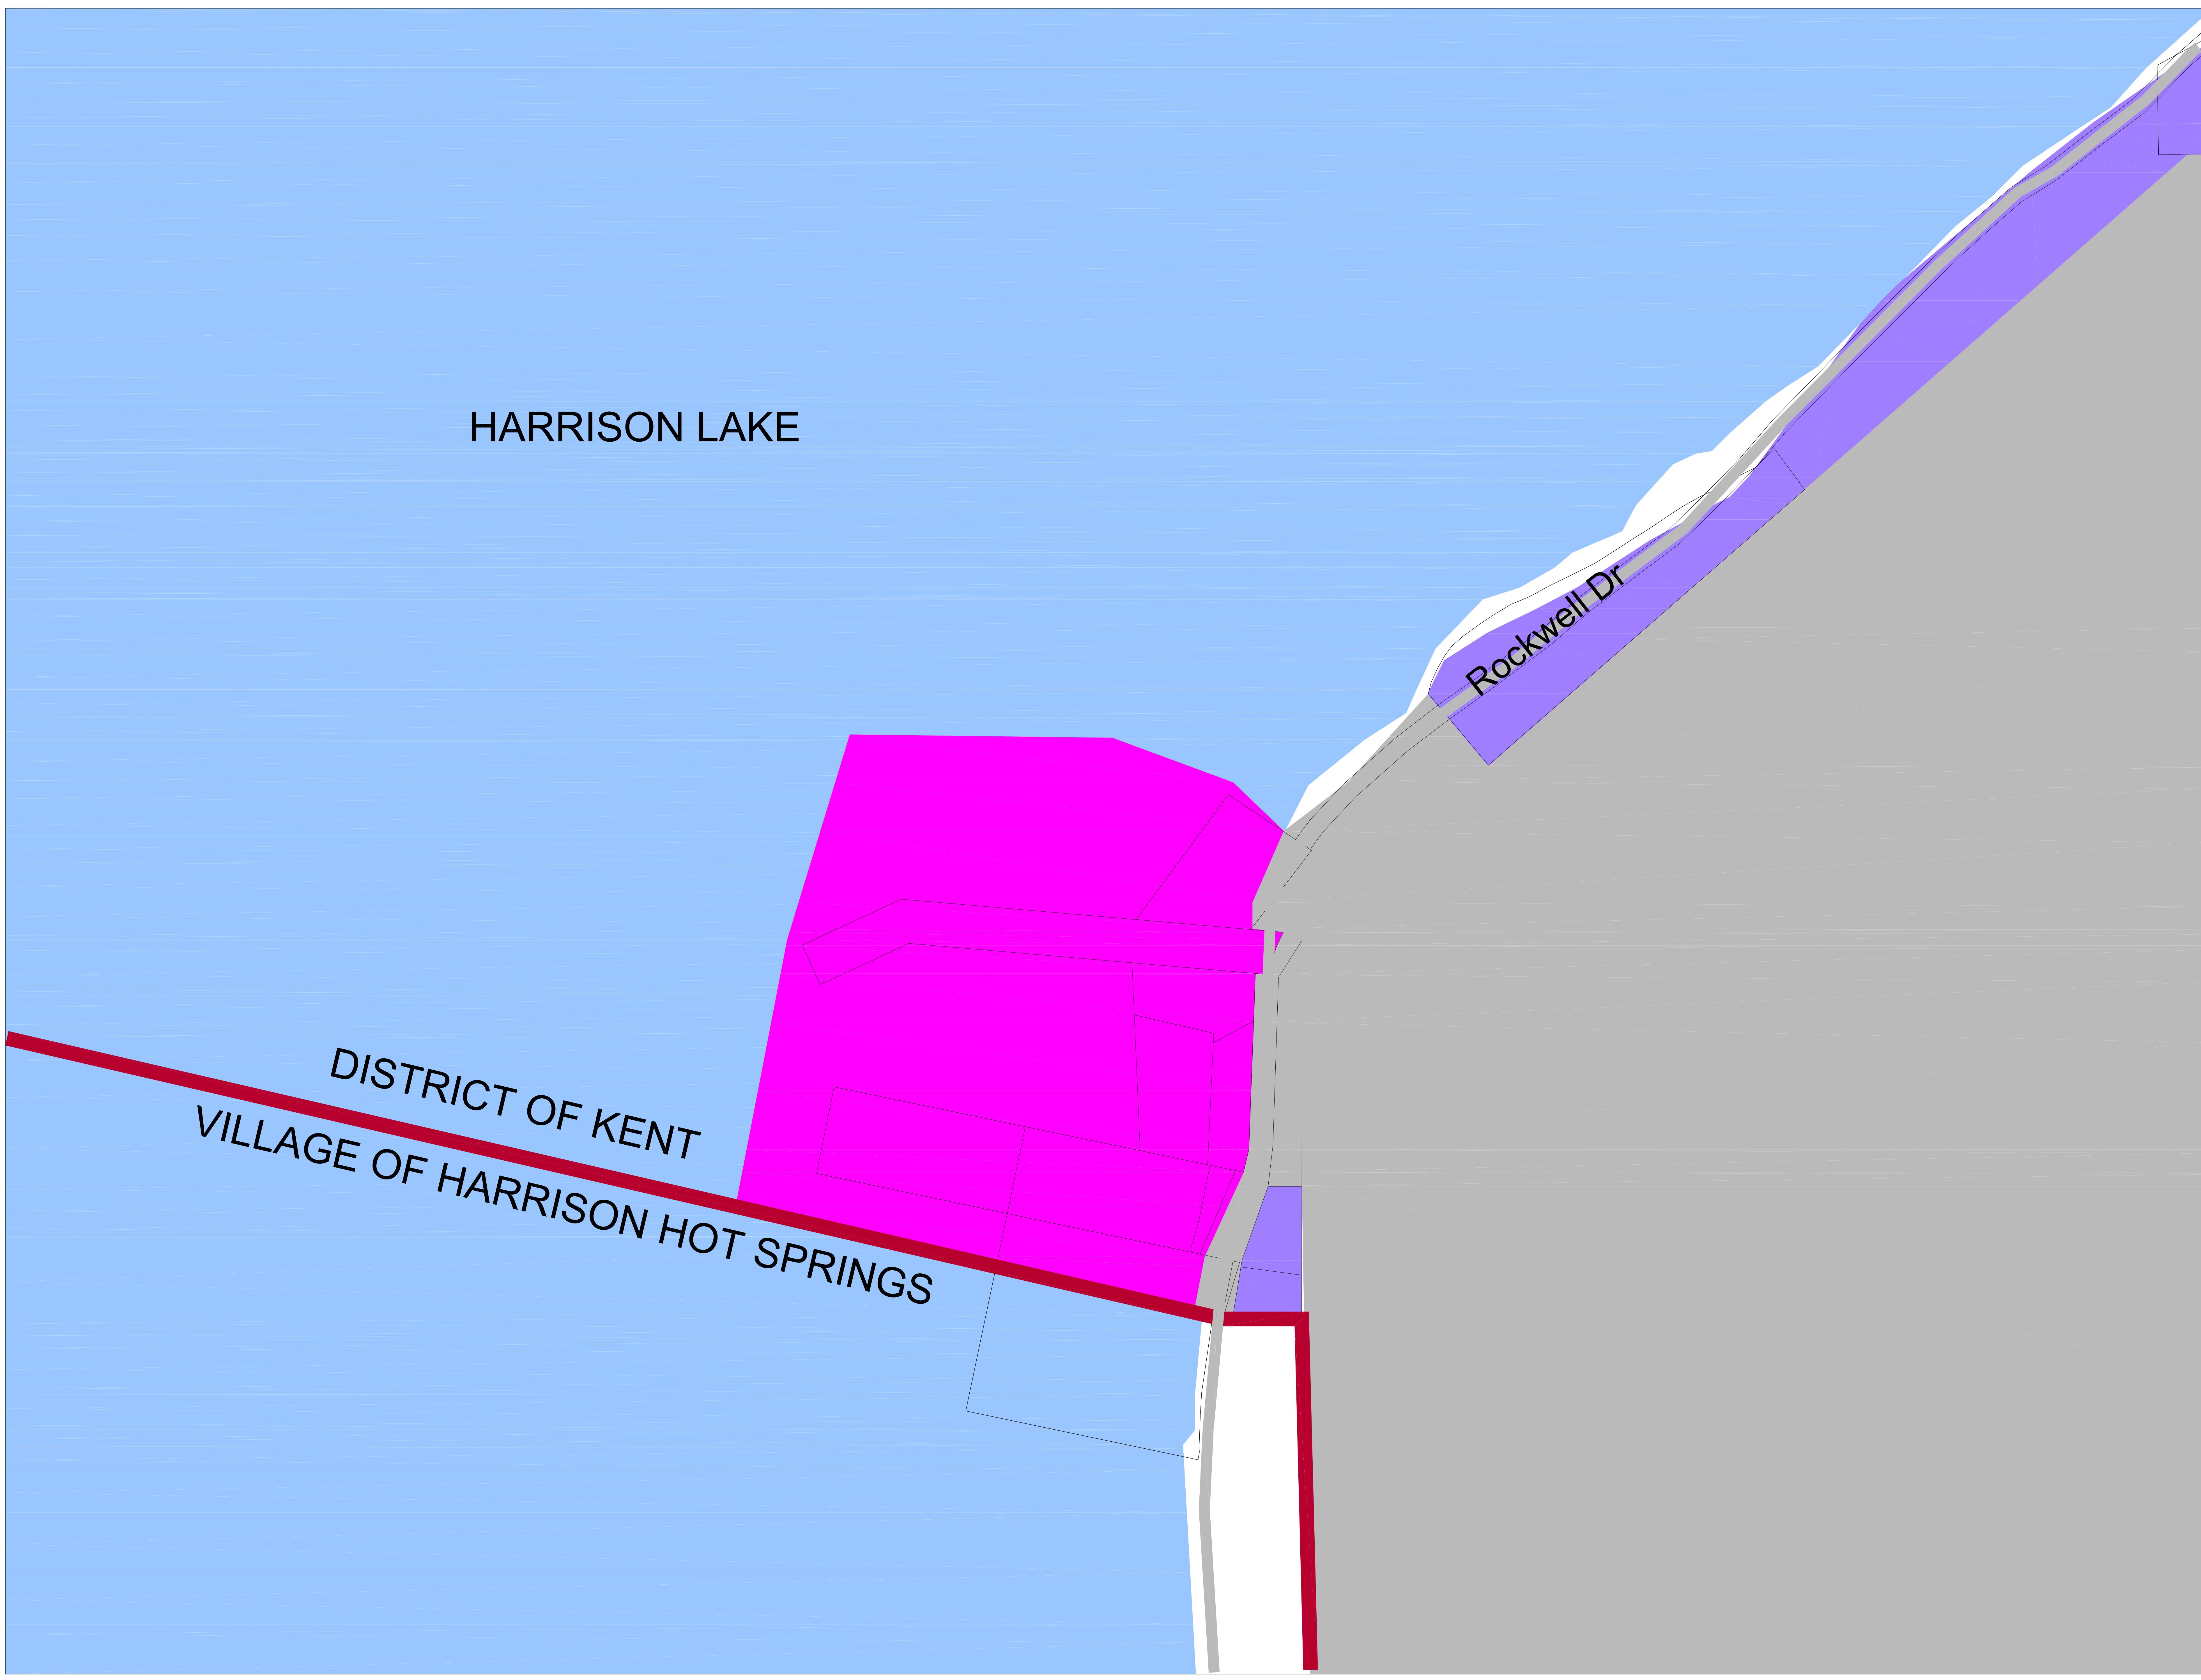 HARRISON LAKE
Rockwell Dr
DISTRICT OF KENT
VILLAGE OF HARRISON HOT SPRINGS